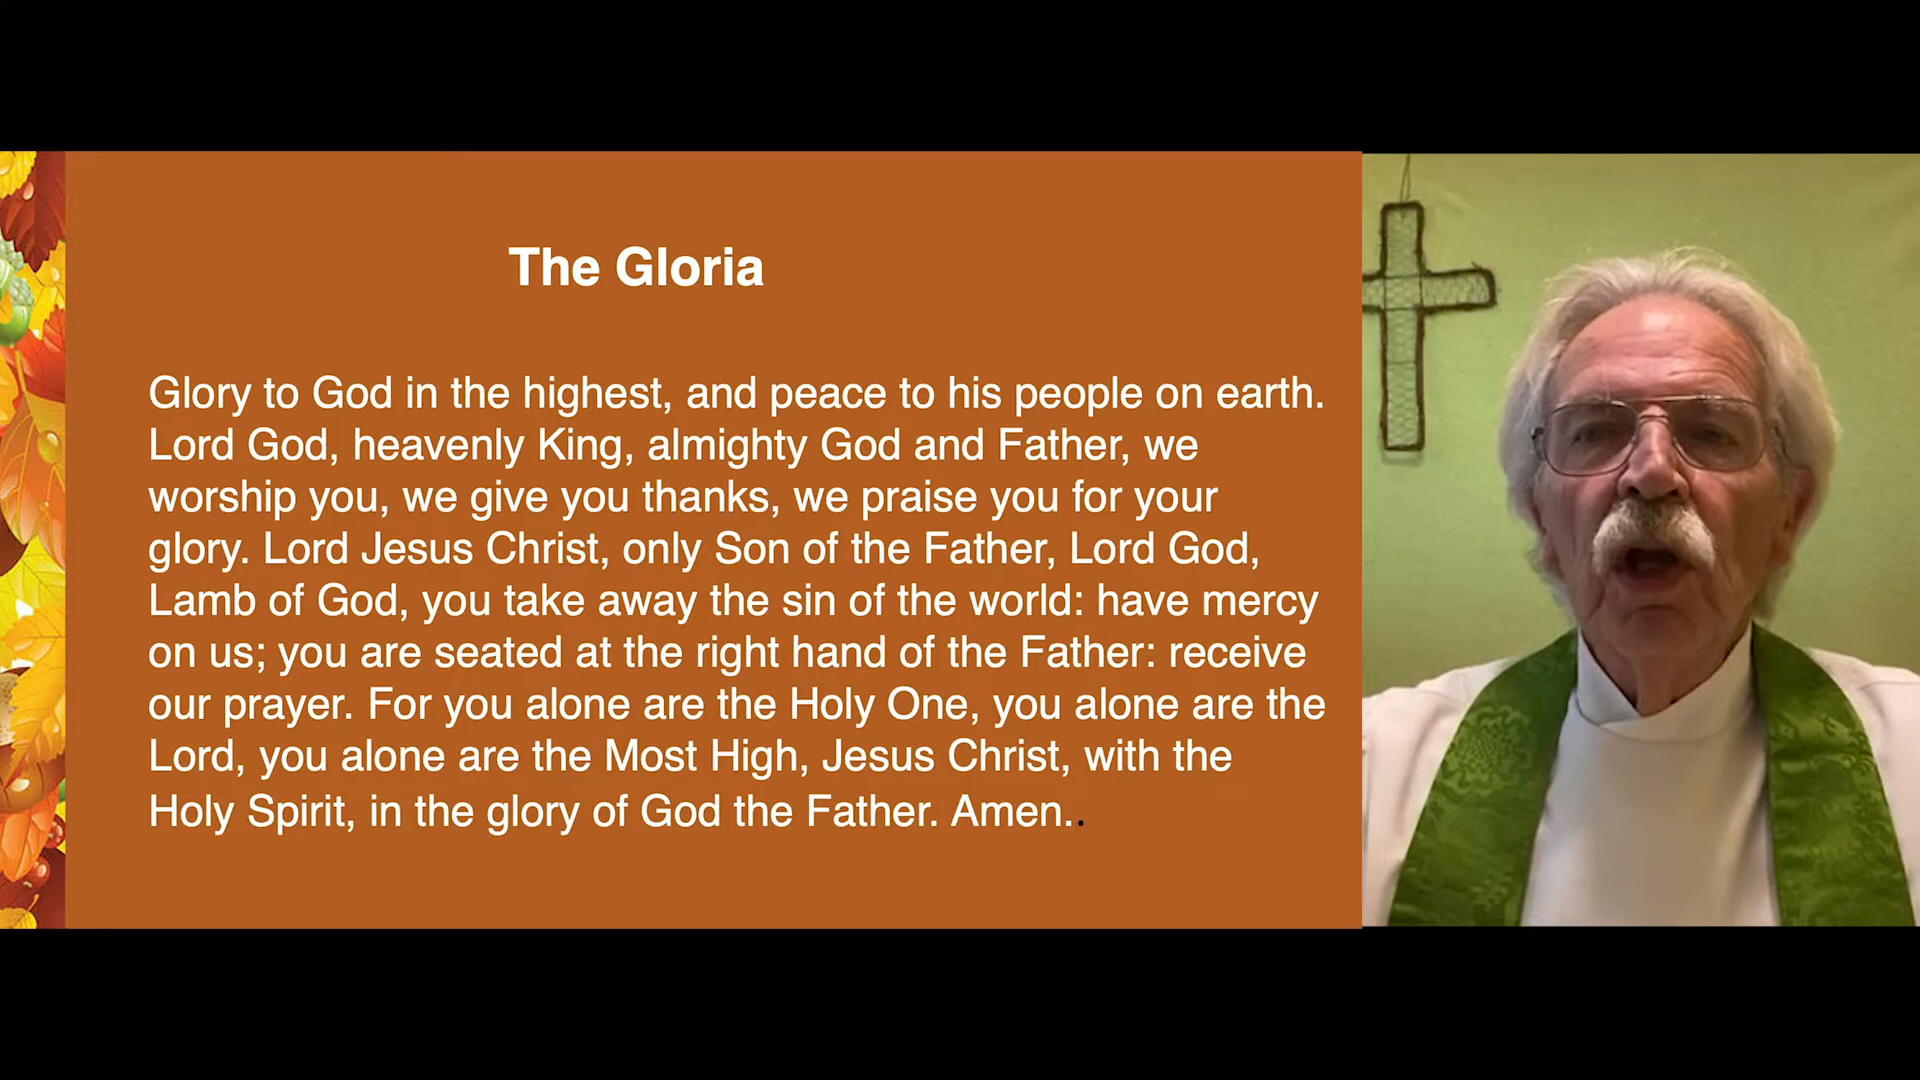 The Gloria
Glory to God in the highest, and peace to his people on earth.
Lord God, heavenly King, almighty God and Father, we
worship you, we give you thanks, we praise you for your
glory. Lord Jesus Christ, only Son of the Father, Lord God,
Lamb of God, you take away the sin of the world: have mercy
on us; you are seated at the right hand of the Father: receive
our prayer. For you alone are the Holy One, you alone are the
Lord, you alone are the Most High, Jesus Christ, with the
Holy Spirit, in the glory of God the Father. Amen..